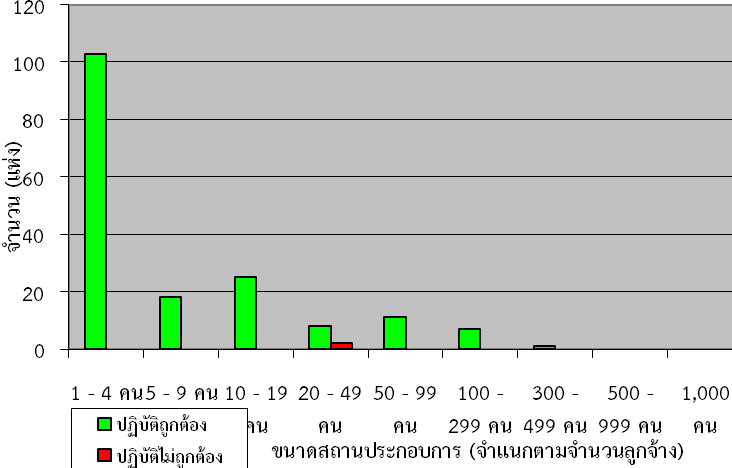 120
100
80
60
40
20
0
จำนวน (แห่ง)
1 - 4 คน 5 - 9 คน 10 - 19 คน 20 - 49 คน 50 - 99 คน 100 - 299 คน 300 - 499 คน 500 - 999 คน 1,000
ขนาดสถานประกอบการ (จำแนกตามจำนวนลูกจ้าง)
ปฏิบัติถูกต้อง
ปฏิบัติไม่ถูกต้อง